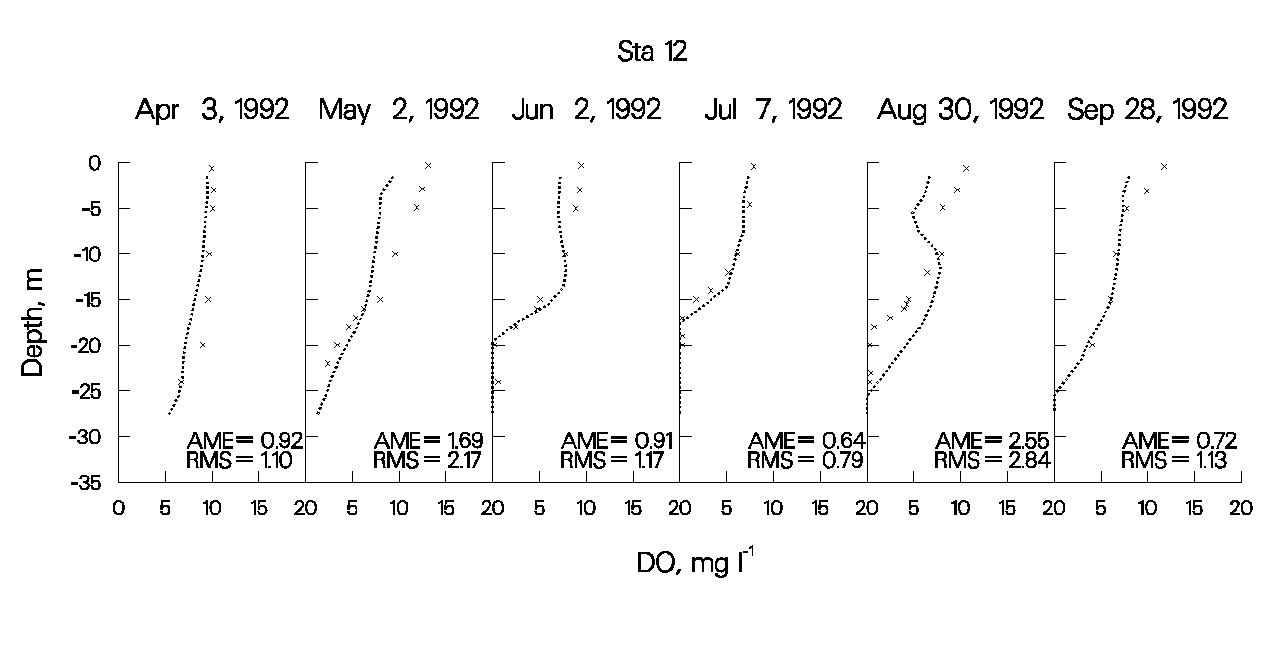 Sta 12
Apr 3, 1992 May 2, 1992 Jun 2, 1992 Jul 7, 1992 Aug 30, 1992 Sep 28, 1992
0
-5
-10
-15
-20
-25
-30
-35
Depth, m
AME= 0.92 AME= 1.69 AME= 0.91 AME= 0.64 AME= 2.55 AME= 0.72
RMS = 1.10 RMS = 2.17 RMS = 1.17 RMS = 0.79 RMS = 2.84 RMS = 1.13
0 5 10 15 20 5 10 15 20 5 10 15 20 5 10 15 20 5 10 15 20 5 10 15 20
DO, mg l⁻¹